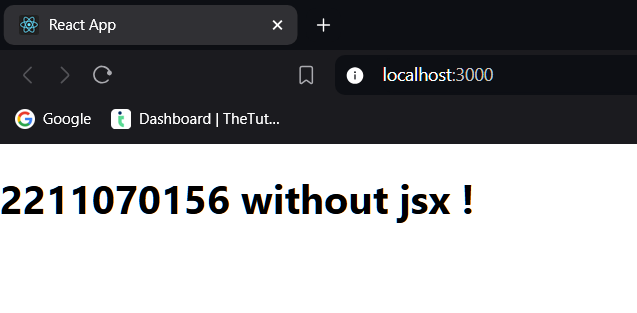 React App
localhost:3000
Google
Dashboard | TheTut...
2211070156 without jsx !